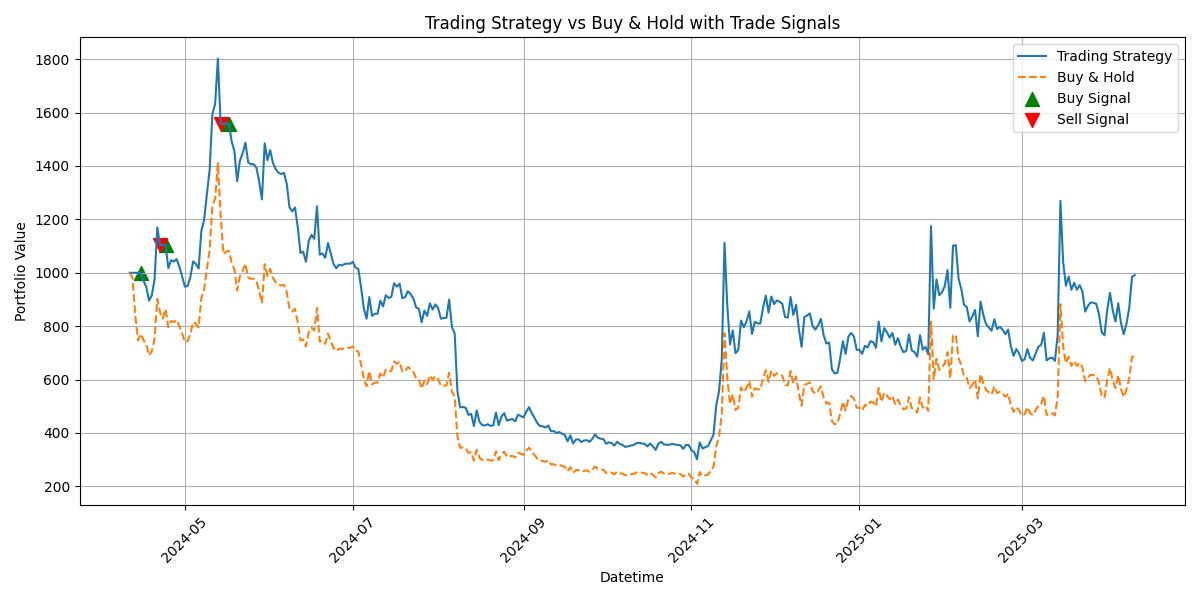 Trading Strategy vs Buy & Hold with Trade Signals
Trading Strategy
Buy & Hold
Buy Signal
Sell Signal
Portfolio Value
1800
1600
1400
1200
1000
800
600
400
200
2024-05
2024-07
2024-09
2024-11
2025-01
2025-03
Datetime